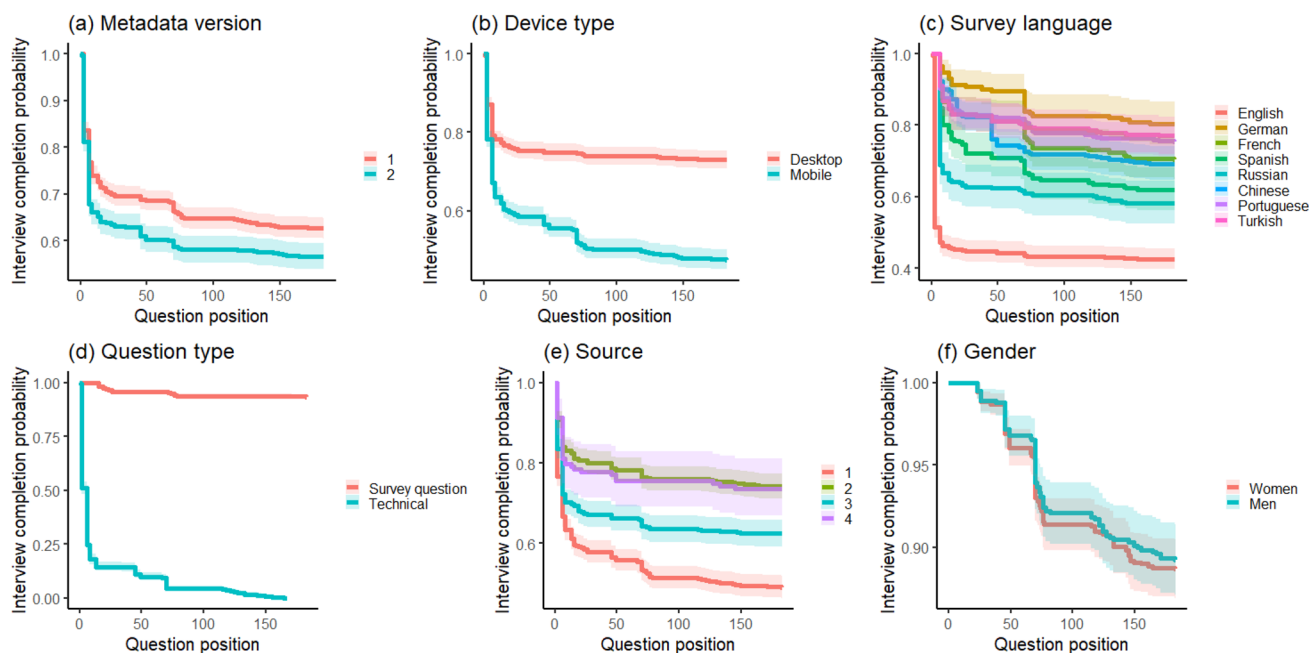 (a) Metadata version
Interview completion probability
1.0
0.9
0.8
0.7
0.6
0
50
100
150
Question position
1
2
(b) Device type
Interview completion probability
1.0
0.8
0.6
0
50
100
150
Question position
Desktop
Mobile
(c) Survey language
Interview completion probability
1.0
0.8
0.6
0.4
0
50
100
150
Question position
English
German
French
Spanish
Russian
Chinese
Portuguese
Turkish
(d) Question type
Interview completion probability
1.00
0.75
0.50
0.25
0.00
0
50
100
150
Question position
Survey question
Technical
(e) Source
Interview completion probability
1.0
0.8
0.6
0
50
100
150
Question position
1
2
3
4
(f) Gender
Interview completion probability
1.00
0.95
0.90
0
50
100
150
Question position
Women
Men